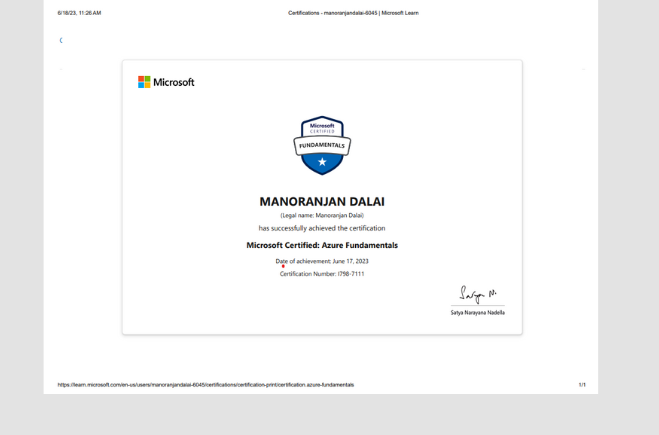 6/18/23, 11:26 AM
Certifications - manoranjandalai-6045 | Microsoft Learn
Microsoft
Microsoft
CERTIFIED
FUNDAMENTALS
MANORANJAN DALAI
(Legal name: Manoranjan Dalai)
has successfully achieved the certification
Microsoft Certified: Azure Fundamentals
Date of achievement: June 17, 2023
Certification Number: I798-7111
Satya N.
Satya Narayana Nadella
https://learn.microsoft.com/en-us/users/manoranjandalai-6045/certifications/certification-print/certification.azure-fundamentals
1/1